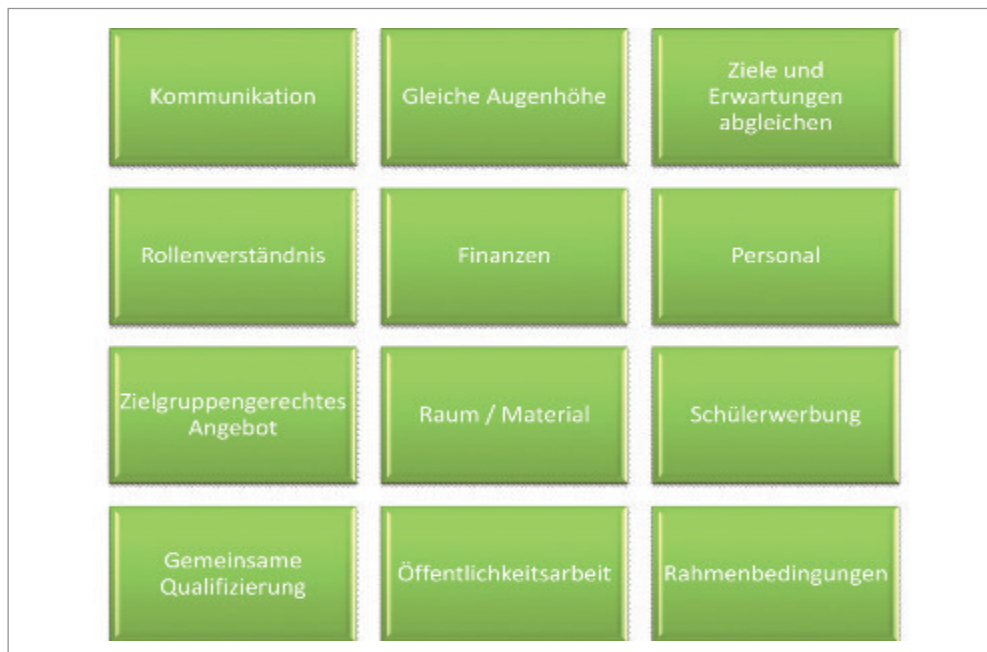 Kommunikation
Gleiche Augenhöhe
Ziele und
Erwartungen
abgleichen
Rollenverständnis
Finanzen
Personal
Zielgruppengerechtes
Angebot
Raum / Material
Schülerwerbung
Gemeinsame
Qualifizierung
Öffentlichkeitsarbeit
Rahmenbedingungen